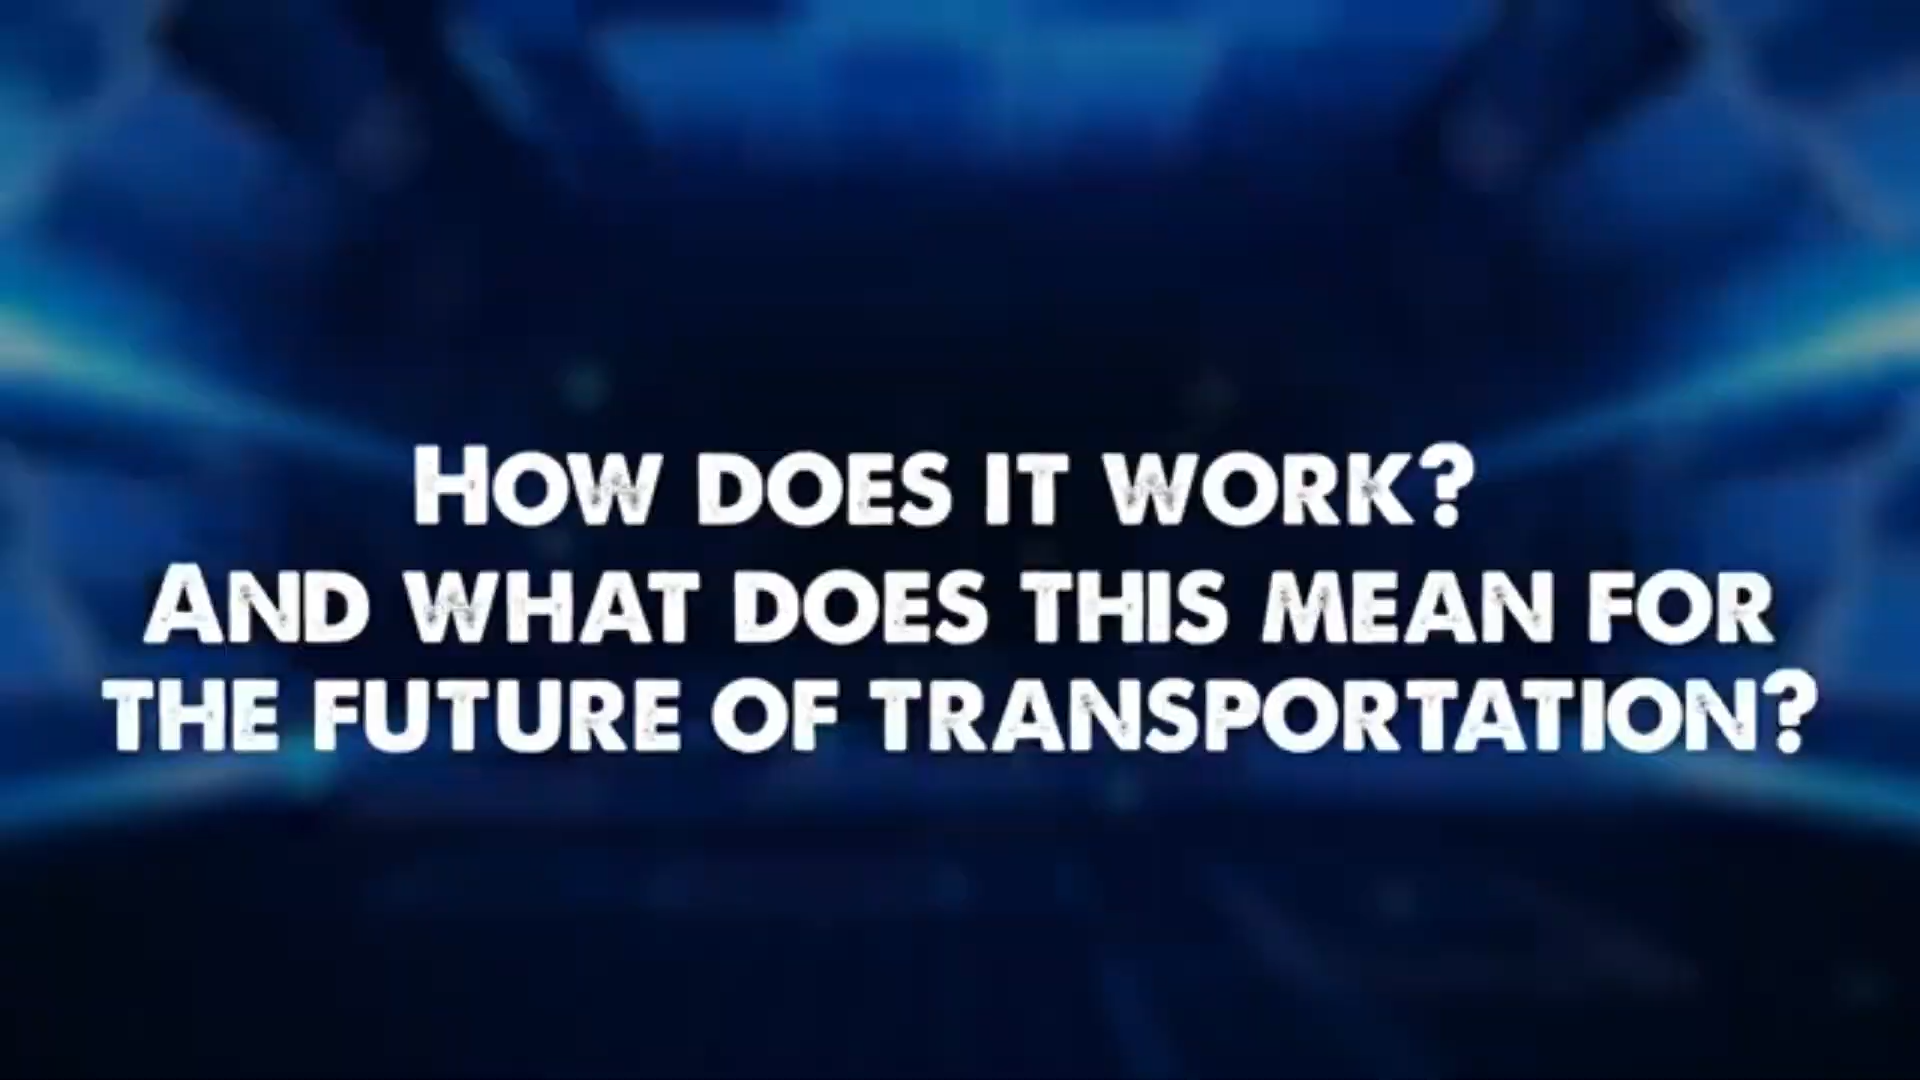 HOW DOES IT WORK?
AND WHAT DOES THIS MEAN FOR
THE FUTURE OF TRANSPORTATION?